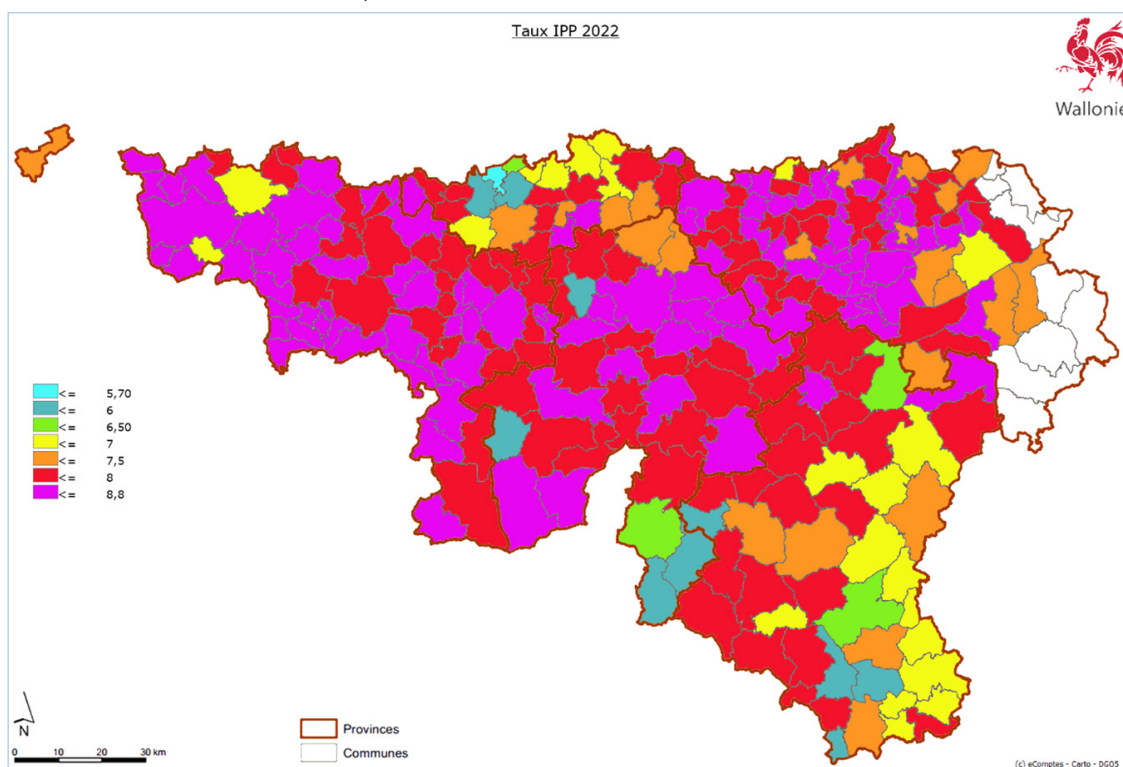 Taux IPP 2022
Wallonie
<= 5,70
<= 6
<= 6,50
<= 7
<= 7,5
<= 8
<= 8,8
N
0 10 20 30 km
Provinces
Communes
(c) eComptes - Carto - DGO5